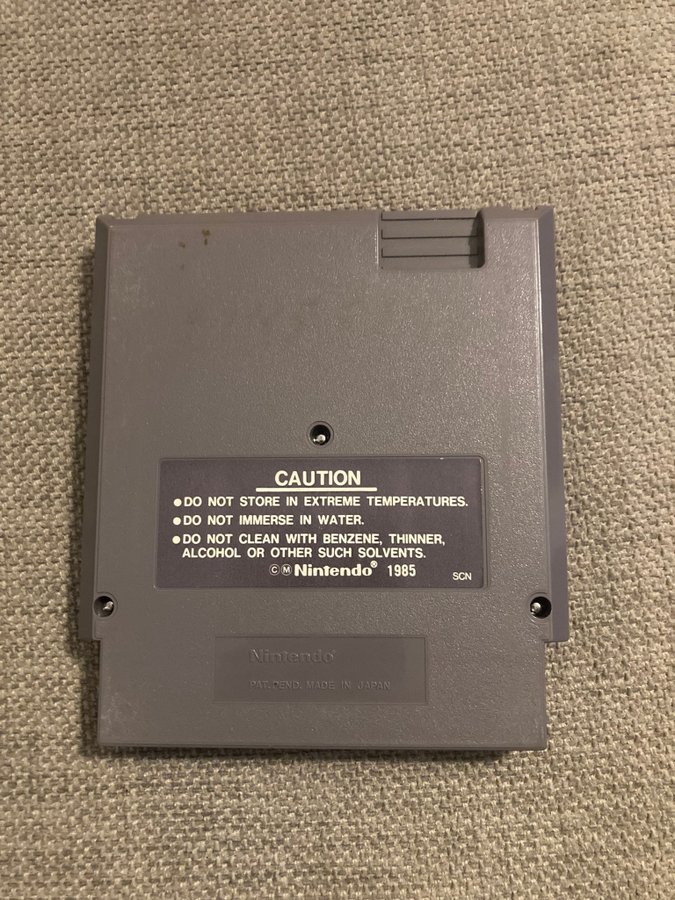 CAUTION
●DO NOT STORE IN EXTREME TEMPERATURES.
●DO NOT IMMERSE IN WATER.
●DO NOT CLEAN WITH BENZENE, THINNER,
ALCOHOL OR OTHER SUCH SOLVENTS.
ⒸⓂ Nintendo® 1985
SCN
Nintendo®
PAT. PEND. MADE IN JAPAN